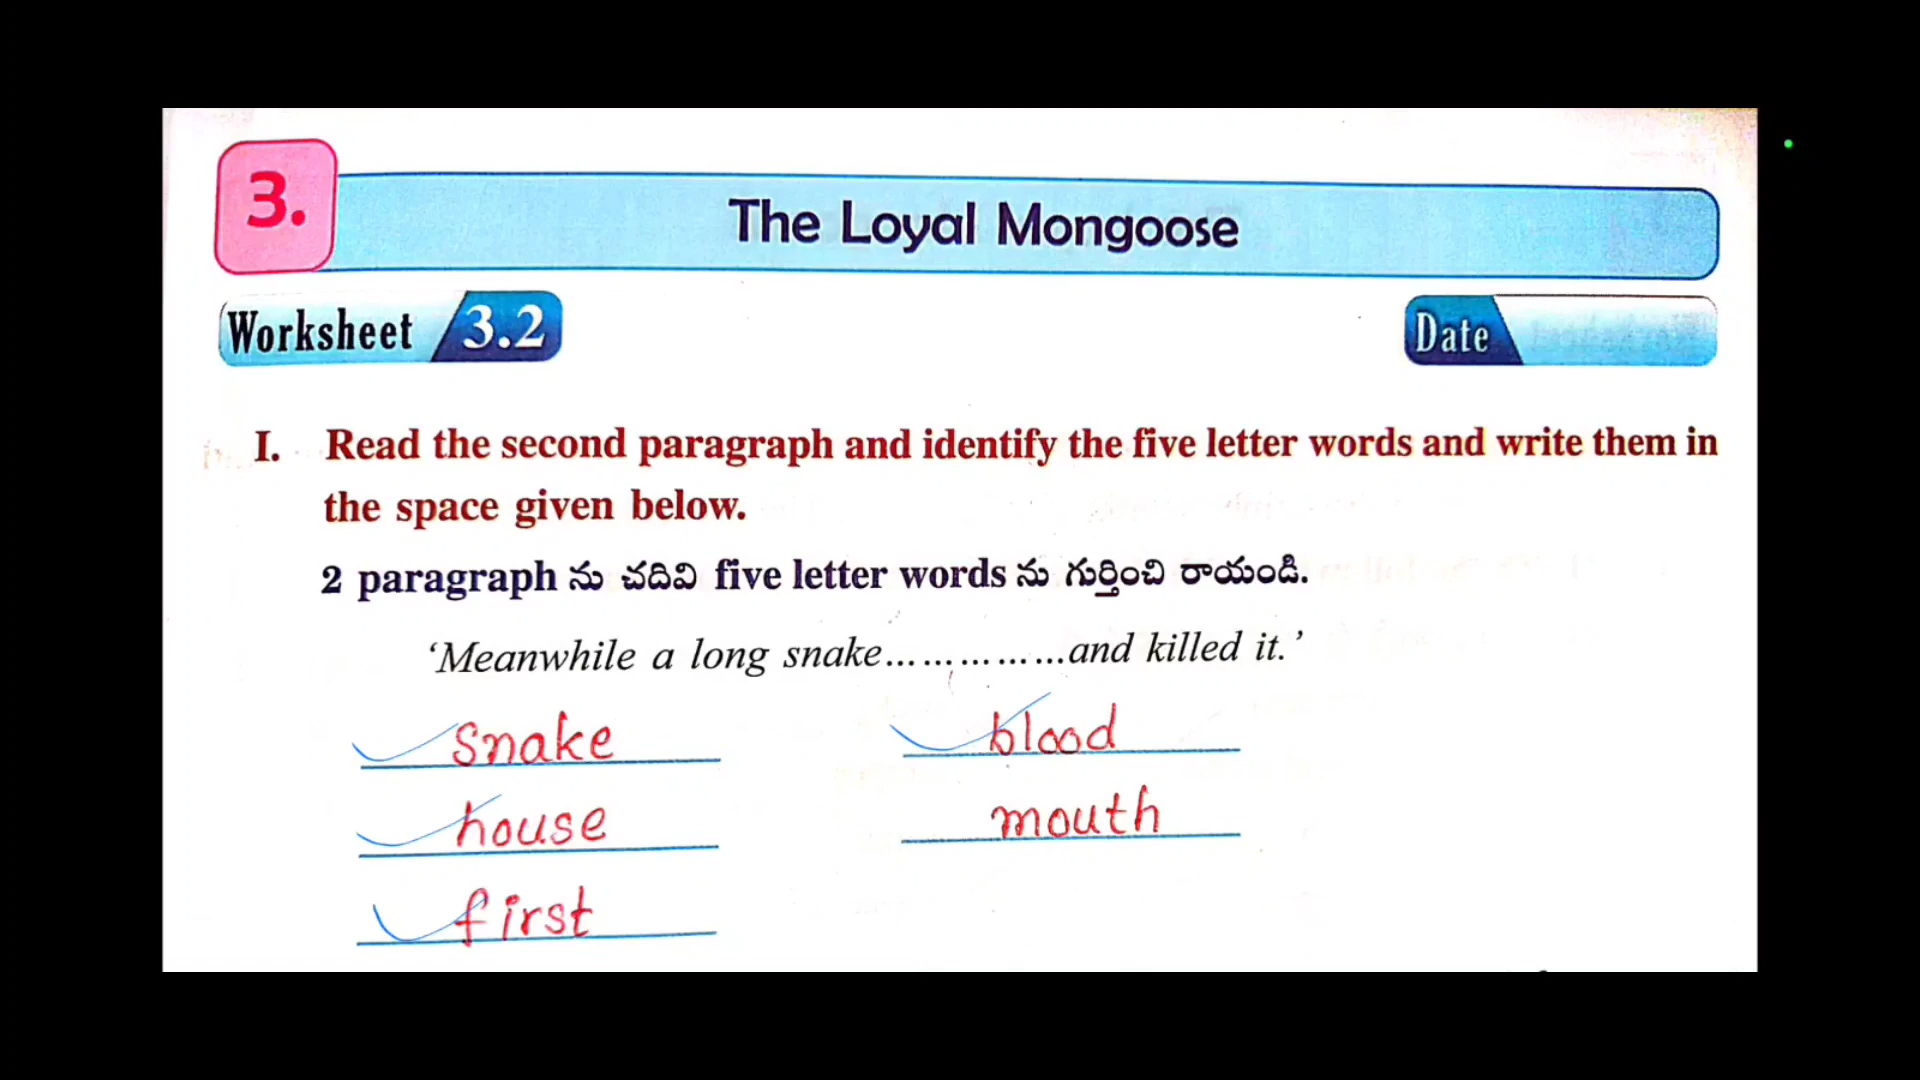 3.
The Loyal Mongoose
Worksheet 3.2
Date
I. Read the second paragraph and identify the five letter words and write them in
the space given below.
2 paragraph ను చదివి five letter words ను గుర్తించి రాయండి.
‘Meanwhile a long snake...............and killed it.’
snake blood
house mouth
first